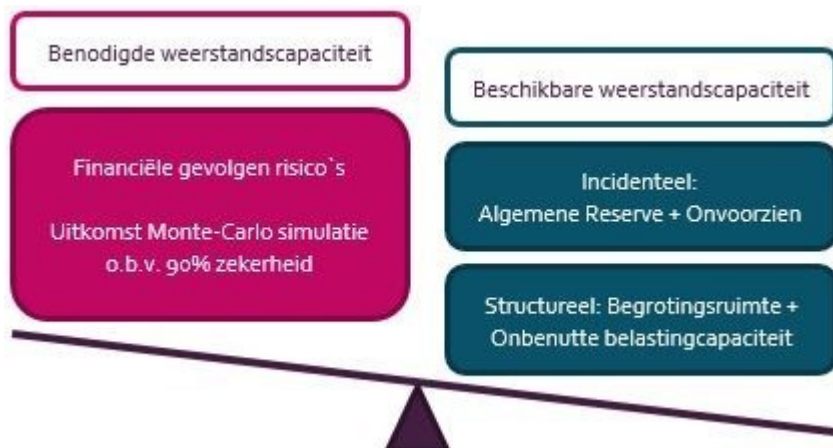 Benodigde weerstandscapaciteit
Financiële gevolgen risico`s
Uitkomst Monte-Carlo simulatie
o.b.v. 90% zekerheid
Beschikbare weerstandscapaciteit
Incidenteel:
Algemene Reserve + Onvoorzien
Structureel: Begrotingsruimte +
Onbenutte belastingcapaciteit